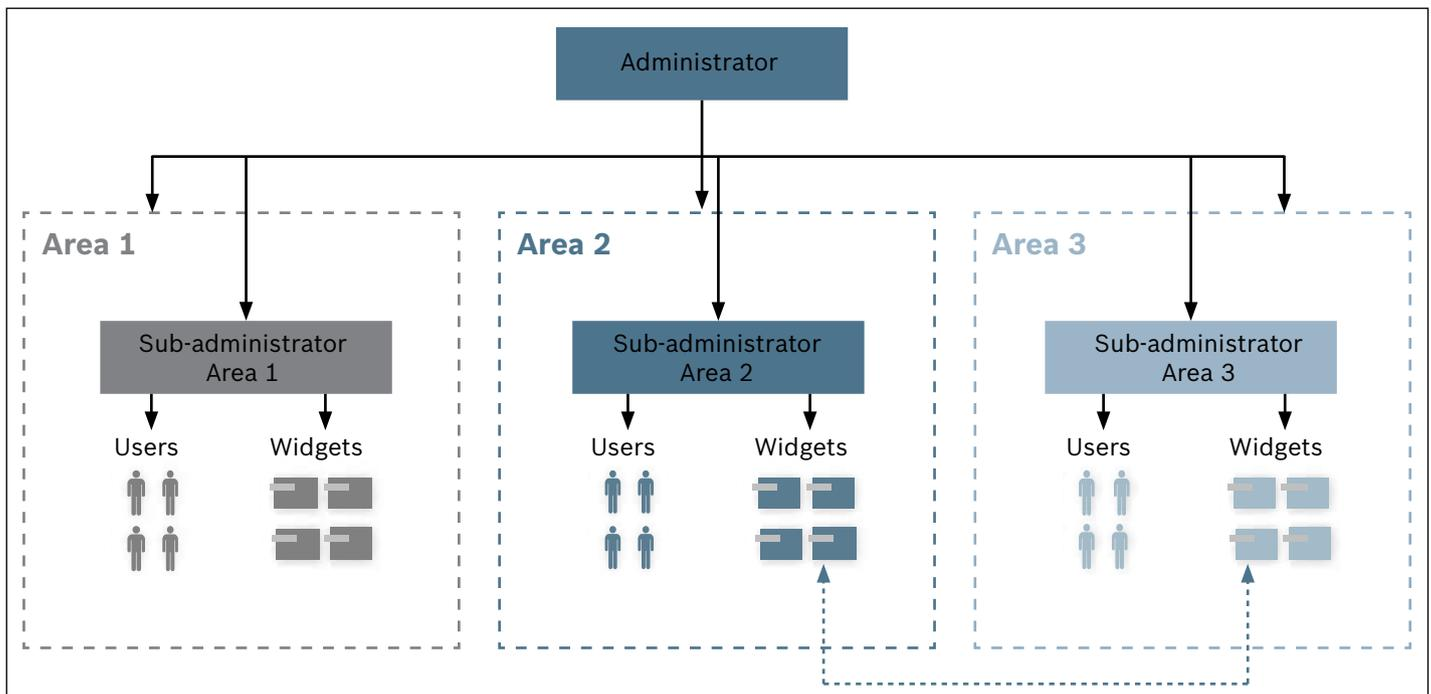 Administrator
Area 1
Area 2
Area 3
Sub-administrator
Area 1
Sub-administrator
Area 2
Sub-administrator
Area 3
Users
Widgets
Users
Widgets
Users
Widgets